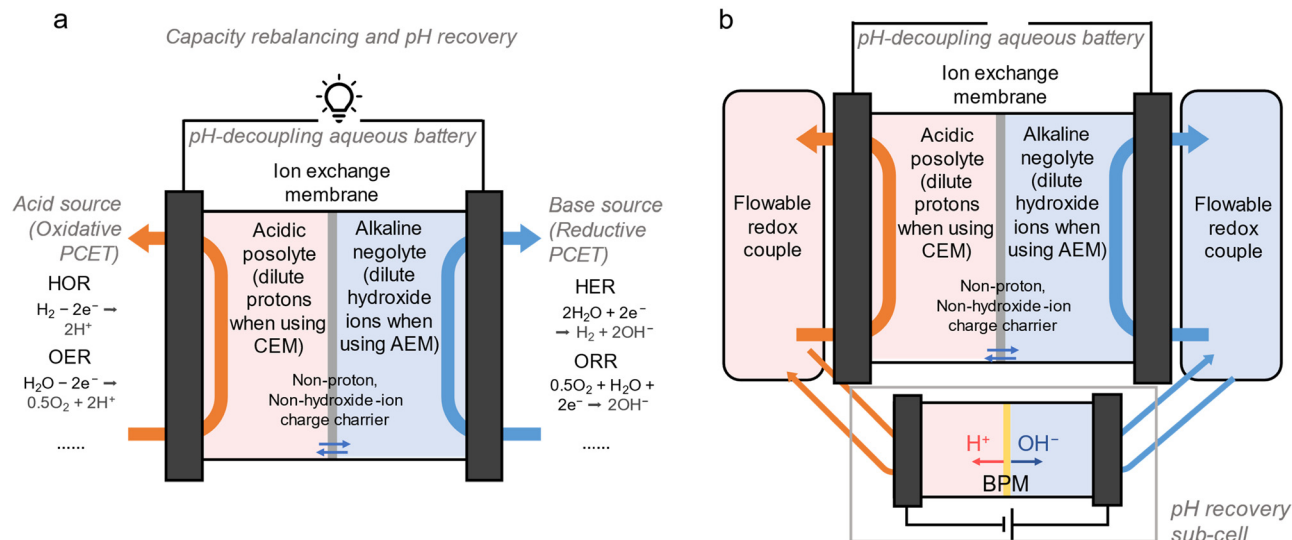 a
Capacity rebalancing and pH recovery
pH-decoupling aqueous battery
Ion exchange
membrane
Acid source
(Oxidative
PCET)
HOR
H₂ – 2e⁻ ➞
2H⁺
OER
H₂O – 2e⁻ ➞
0.5O₂ + 2H⁺
......
Acidic
posolyte
(dilute
protons
when using
CEM)
Alkaline
negolyte
(dilute
hydroxide
ions when
using AEM)
Non-proton,
Non-hydroxide-ion
charge charrier
Base source
(Reductive
PCET)
HER
2H₂O + 2e⁻
➞ H₂ + 2OH⁻
ORR
0.5O₂ + H₂O +
2e⁻ ➞ 2OH⁻
......
b
pH-decoupling aqueous battery
Ion exchange
membrane
Flowable
redox
couple
Acidic
posolyte
(dilute
protons
when using
CEM)
Alkaline
negolyte
(dilute
hydroxide
ions when
using AEM)
Non-proton,
Non-hydroxide-ion
charge charrier
Flowable
redox
couple
H⁺ OH⁻
BPM
pH recovery
sub-cell